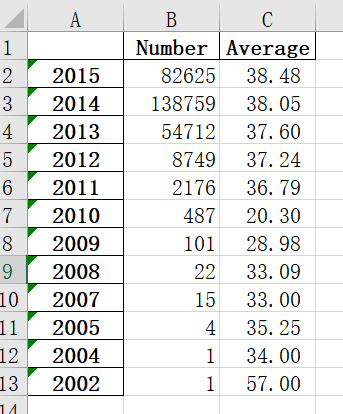 A B C
1 Number Average
2 2015 82625 38.48
3 2014 138759 38.05
4 2013 54712 37.60
5 2012 8749 37.24
6 2011 2176 36.79
7 2010 487 20.30
8 2009 101 28.98
9 2008 22 33.09
10 2007 15 33.00
11 2005 4 35.25
12 2004 1 34.00
13 2002 1 57.00
14